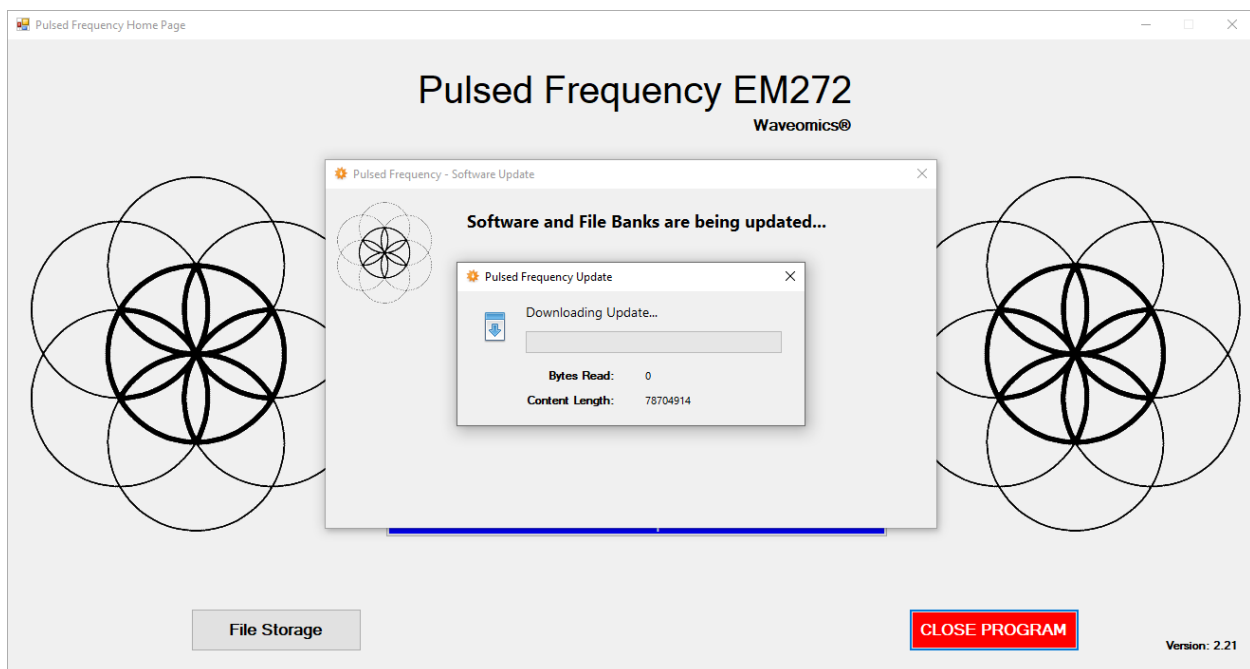 Pulsed Frequency Home Page
Pulsed Frequency EM272
Waveomics®
Pulsed Frequency - Software Update
Software and File Banks are being updated...
Pulsed Frequency Update
Downloading Update...
Bytes Read: 0
Content Length: 78704914
File Storage
CLOSE PROGRAM
Version: 2.21